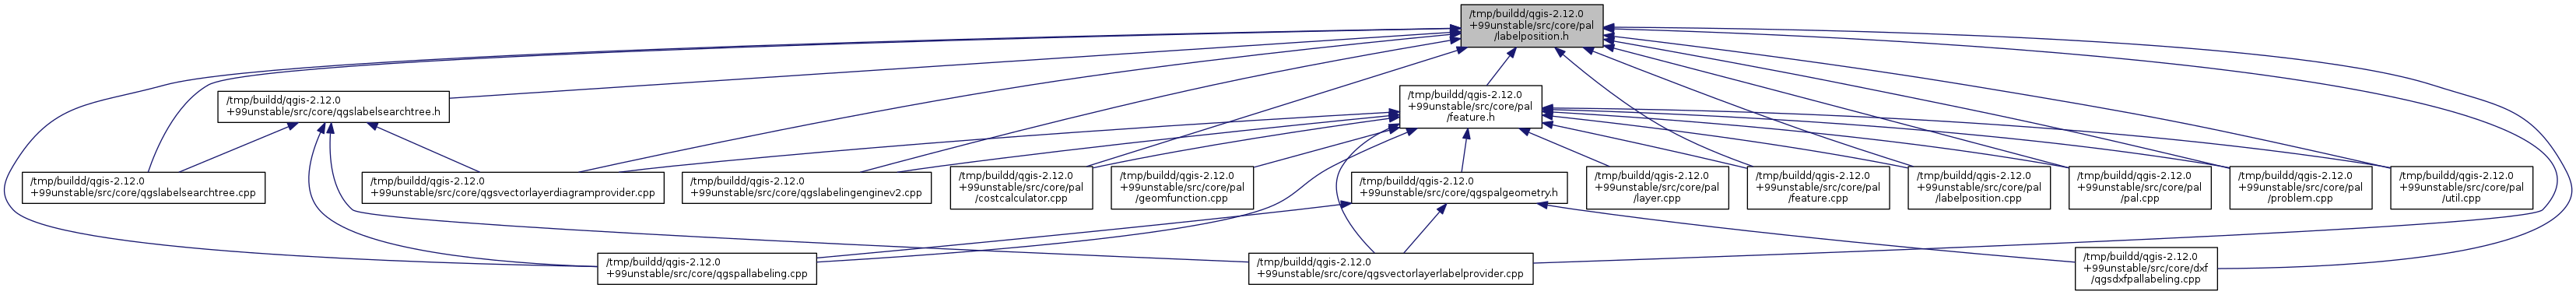 /tmp/buildd/qgis-2.12.0
+99unstable/src/core/pal
/labelposition.h
/tmp/buildd/qgis-2.12.0
+99unstable/src/core/qgslabelsearchtree.h
/tmp/buildd/qgis-2.12.0
+99unstable/src/core/pal
/feature.h
/tmp/buildd/qgis-2.12.0
+99unstable/src/core/qgslabelsearchtree.cpp
/tmp/buildd/qgis-2.12.0
+99unstable/src/core/qgsvectorlayerdiagramprovider.cpp
/tmp/buildd/qgis-2.12.0
+99unstable/src/core/qgslabelingenginev2.cpp
/tmp/buildd/qgis-2.12.0
+99unstable/src/core/pal
/costcalculator.cpp
/tmp/buildd/qgis-2.12.0
+99unstable/src/core/pal
/geomfunction.cpp
/tmp/buildd/qgis-2.12.0
+99unstable/src/core/qgspalgeometry.h
/tmp/buildd/qgis-2.12.0
+99unstable/src/core/pal
/layer.cpp
/tmp/buildd/qgis-2.12.0
+99unstable/src/core/pal
/feature.cpp
/tmp/buildd/qgis-2.12.0
+99unstable/src/core/pal
/labelposition.cpp
/tmp/buildd/qgis-2.12.0
+99unstable/src/core/pal
/pal.cpp
/tmp/buildd/qgis-2.12.0
+99unstable/src/core/pal
/problem.cpp
/tmp/buildd/qgis-2.12.0
+99unstable/src/core/pal
/util.cpp
/tmp/buildd/qgis-2.12.0
+99unstable/src/core/qgspallabeling.cpp
/tmp/buildd/qgis-2.12.0
+99unstable/src/core/qgsvectorlayerlabelprovider.cpp
/tmp/buildd/qgis-2.12.0
+99unstable/src/core/dxf
/qgsdxfpallabeling.cpp